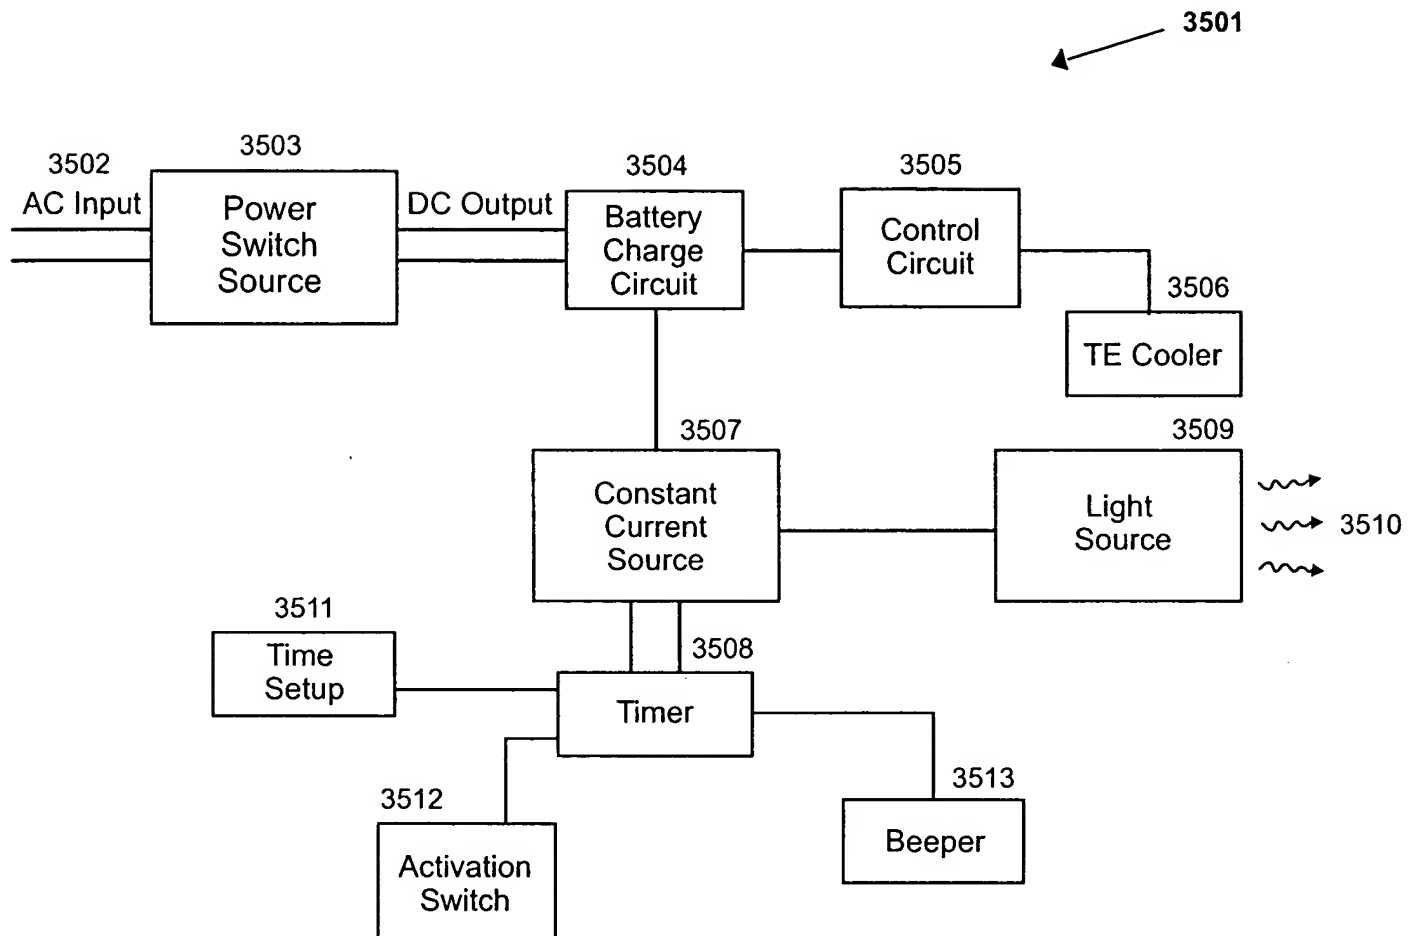 3501
3502
AC Input
3503
Power
Switch
Source
DC Output
3504
Battery
Charge
Circuit
3505
Control
Circuit
3506
TE Cooler
3507
Constant
Current
Source
3509
Light
Source
3510
3511
Time
Setup
3508
Timer
3512
Activation
Switch
3513
Beeper